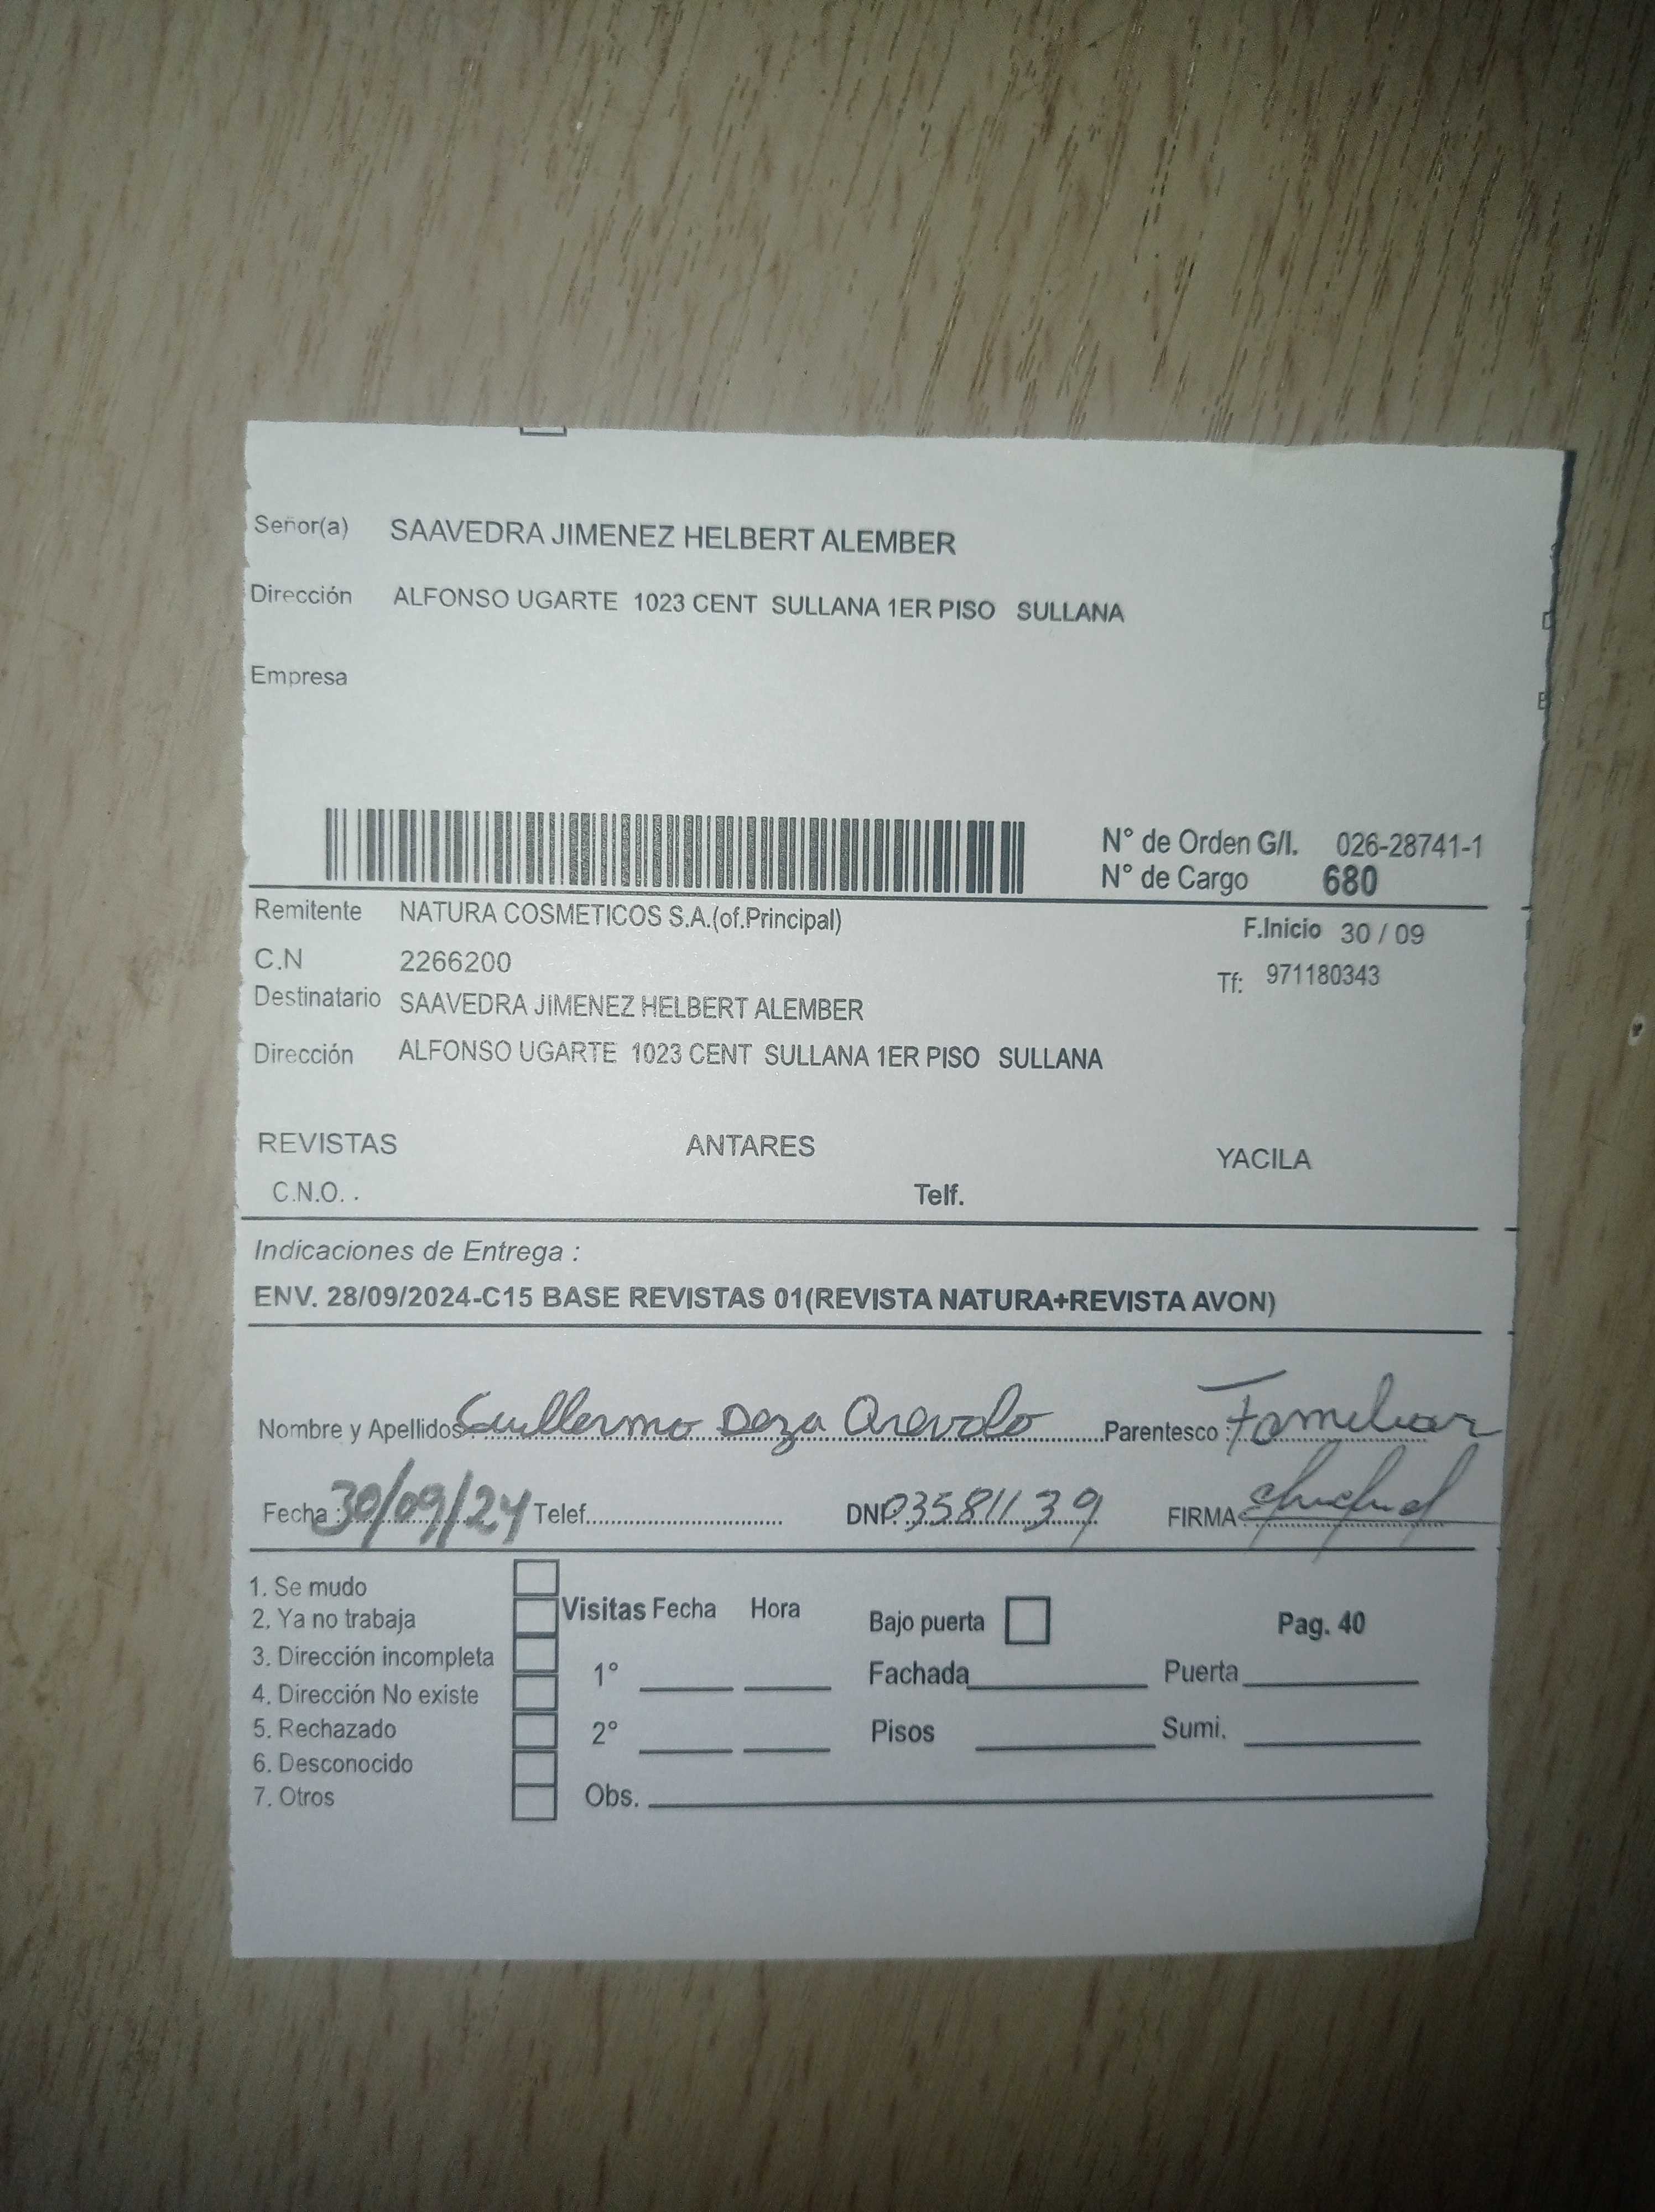 Señor(a) SAAVEDRA JIMENEZ HELBERT ALEMBER
Dirección ALFONSO UGARTE 1023 CENT SULLANA 1ER PISO SULLANA
Empresa
N° de Orden G/I. 026-28741-1
N° de Cargo 680
Remitente NATURA COSMETICOS S.A.(of.Principal) F.Inicio 30 / 09
C.N 2266200 Tf: 971180343
Destinatario SAAVEDRA JIMENEZ HELBERT ALEMBER
Dirección ALFONSO UGARTE 1023 CENT SULLANA 1ER PISO SULLANA
REVISTAS ANTARES YACILA
C.N.O. . Telf.
Indicaciones de Entrega :
ENV. 28/09/2024-C15 BASE REVISTAS 01(REVISTA NATURA+REVISTA AVON)
Nombre y Apellidos: Guillermo Deza Arevalo Parentesco : Familiar
Fecha : 30/09/24 Telef. DNI: 03581139 FIRMA:
1. Se mudo
2. Ya no trabaja Visitas Fecha Hora Bajo puerta Pag. 40
3. Dirección incompleta 1° Fachada Puerta
4. Dirección No existe
5. Rechazado 2° Pisos Sumi.
6. Desconocido
7. Otros Obs.